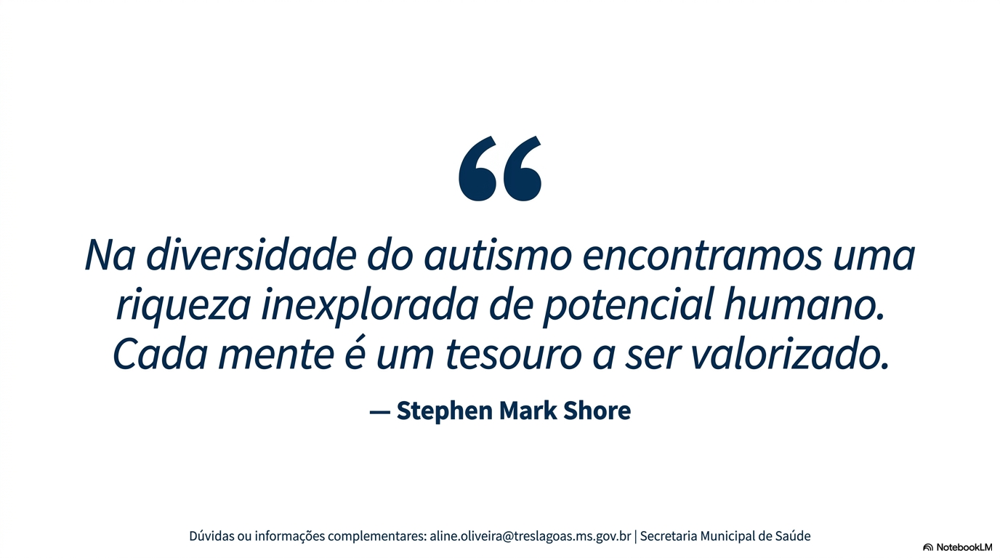 “
Na diversidade do autismo encontramos uma
riqueza inexplorada de potencial humano.
Cada mente é um tesouro a ser valorizado.
— Stephen Mark Shore
Dúvidas ou informações complementares: aline.oliveira@treslagoas.ms.gov.br | Secretaria Municipal de Saúde
NotebookLM